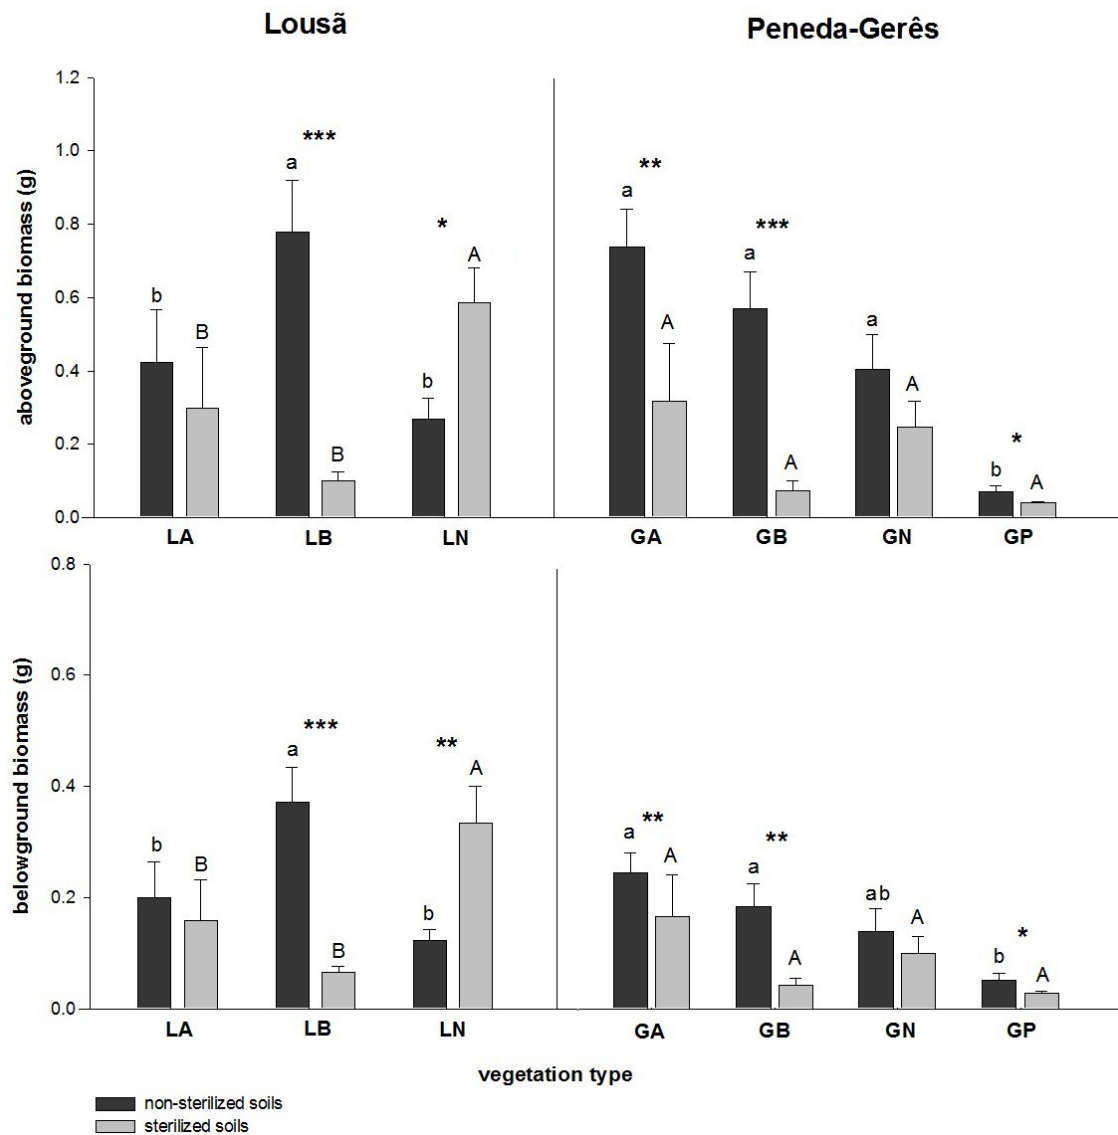 Lousã
Peneda-Gerês
aboveground biomass (g)
1.2
1.0
0.8
0.6
0.4
0.2
0.0
b
B
a
***
B
b
*
A
a
**
A
a
***
A
a
A
b
*
A
LA
LB
LN
GA
GB
GN
GP
belowground biomass (g)
0.8
0.6
0.4
0.2
0.0
b
B
a
***
B
b
**
A
a
**
A
a
**
A
ab
A
b
*
A
LA
LB
LN
GA
GB
GN
GP
vegetation type
non-sterilized soils
sterilized soils